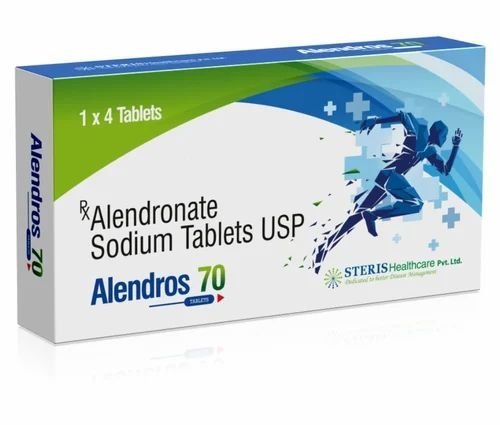 Alendros 70
1 x 4 Tablets
Rx Alendronate
Sodium Tablets USP
Alendros 70
TABLETS
STERIS Healthcare Pvt. Ltd.
Dedicated to Better Disease Management
Alendros 70